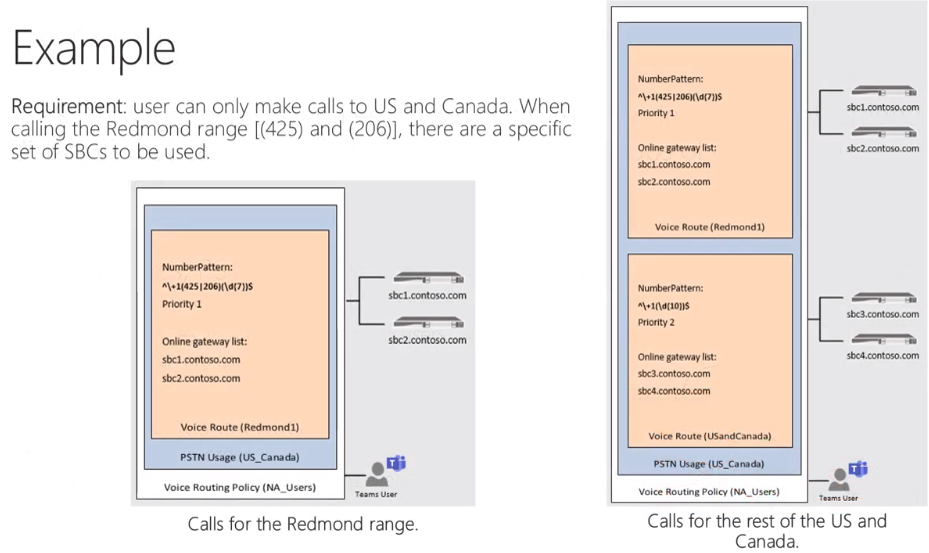 Example
Requirement: user can only make calls to US and Canada. When
calling the Redmond range [(425) and (206)], there are a specific
set of SBCs to be used.
NumberPattern:
^\+1(425|206)(\d{7})$
Priority 1
Online gateway list:
sbc1.contoso.com
sbc2.contoso.com
Voice Route (Redmond1)
PSTN Usage (US_Canada)
Voice Routing Policy (NA_Users)
sbc1.contoso.com
sbc2.contoso.com
Teams User
Calls for the Redmond range.
NumberPattern:
^\+1(425|206)(\d{7})$
Priority 1
Online gateway list:
sbc1.contoso.com
sbc2.contoso.com
Voice Route (Redmond1)
sbc1.contoso.com
sbc2.contoso.com
NumberPattern:
^\+1(\d{10})$
Priority 2
Online gateway list:
sbc3.contoso.com
sbc4.contoso.com
Voice Route (USandCanada)
PSTN Usage (US_Canada)
Voice Routing Policy (NA_Users)
sbc3.contoso.com
sbc4.contoso.com
Teams User
Calls for the rest of the US and
Canada.